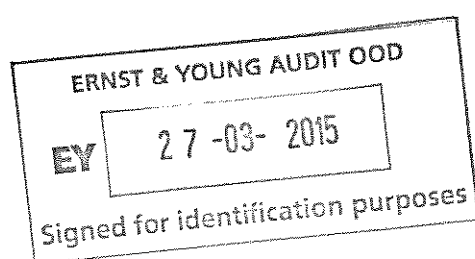 ERNST & YOUNG AUDIT OOD
EY 27-03-2015
Signed for identification purposes